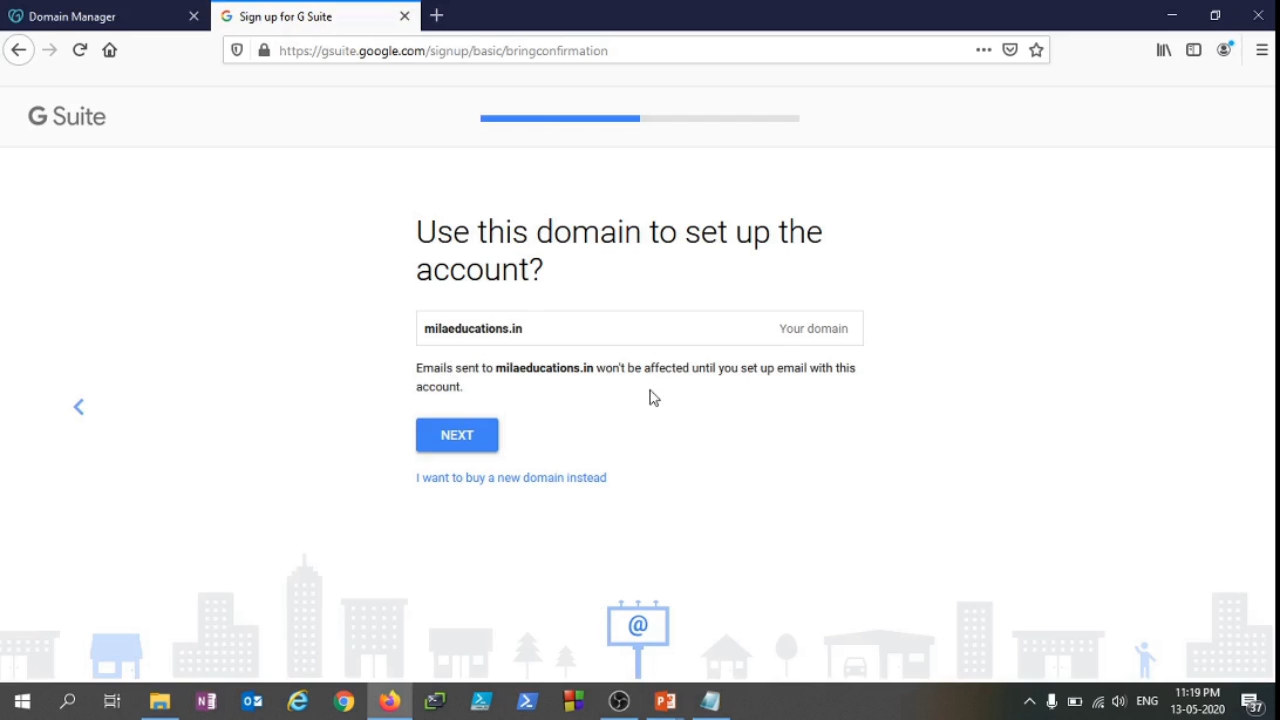 Domain Manager
Sign up for G Suite
https://gsuite.google.com/signup/basic/bringconfirmation
G Suite
Use this domain to set up the
account?
milaeducations.in Your domain
Emails sent to milaeducations.in won't be affected until you set up email with this
account.
NEXT
I want to buy a new domain instead
@
ENG
11:19 PM
13-05-2020
37